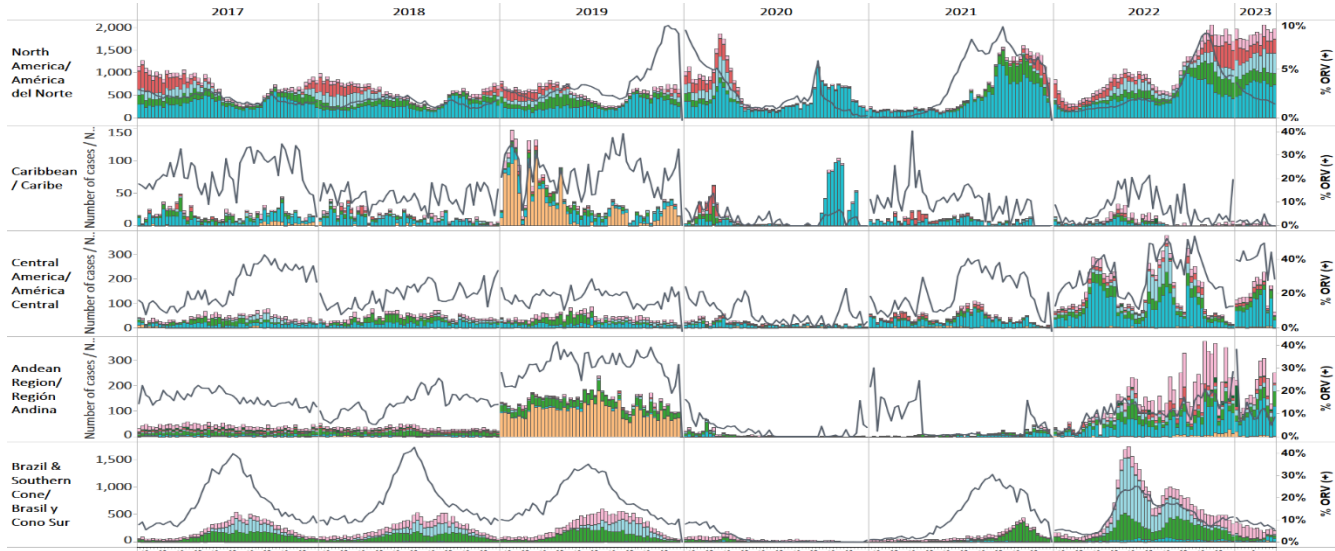 2017 2018 2019 2020 2021 2022 2023
North
America/
América
del Norte
2,000
1,500
1,000
500
0
10%
5%
0%
% ORV (+)
Caribbean
/ Caribe
Number of cases / N..
150
100
50
0
40%
30%
20%
10%
0%
% ORV (+)
Central
America/
América
Central
Number of cases / N..
300
200
100
0
40%
20%
0%
% ORV (+)
Andean
Region/
Región
Andina
Number of cases / N..
300
200
100
0
40%
30%
20%
10%
0%
% ORV (+)
Brazil &
Southern
Cone/
Brasil y
Cono Sur
1,500
1,000
500
0
40%
30%
20%
10%
0%
% ORV (+)